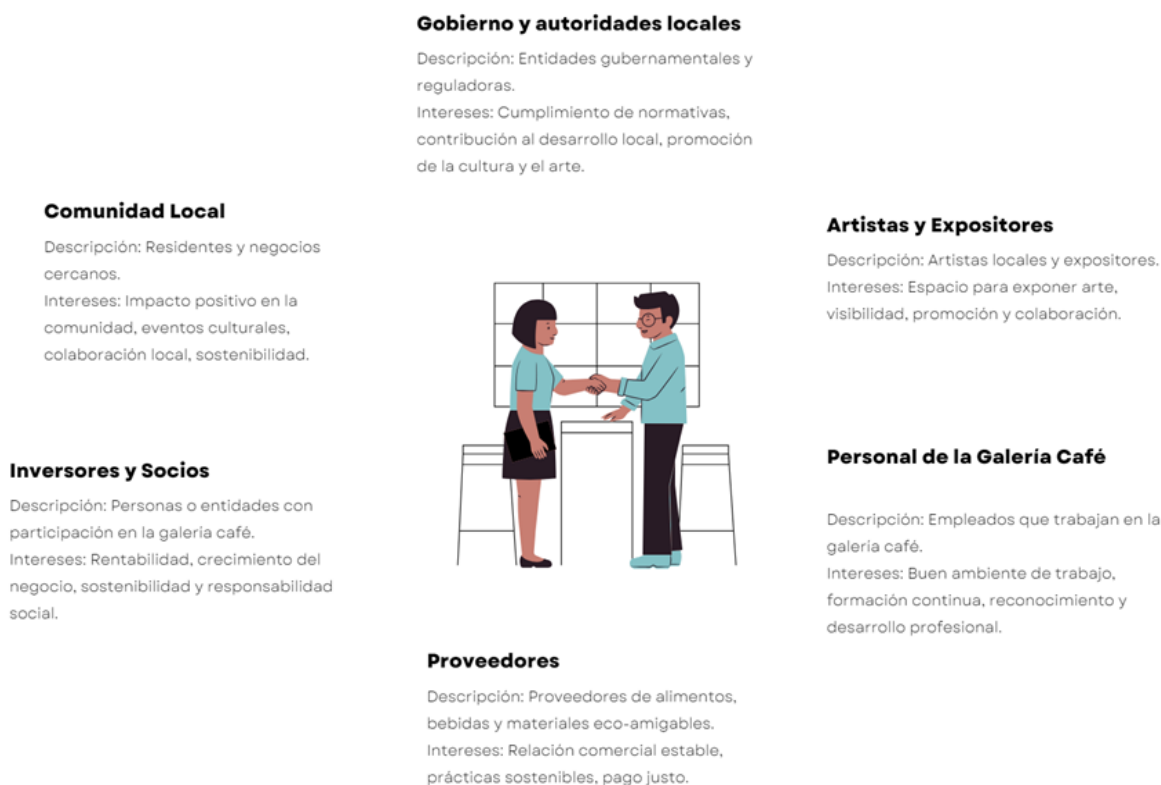 Gobierno y autoridades locales
Descripción: Entidades gubernamentales y
reguladoras.
Intereses: Cumplimiento de normativas,
contribución al desarrollo local, promoción
de la cultura y el arte.
Comunidad Local
Descripción: Residentes y negocios
cercanos.
Intereses: Impacto positivo en la
comunidad, eventos culturales,
colaboración local, sostenibilidad.
Artistas y Expositores
Descripción: Artistas locales y expositores.
Intereses: Espacio para exponer arte,
visibilidad, promoción y colaboración.
Inversores y Socios
Descripción: Personas o entidades con
participación en la galería café.
Intereses: Rentabilidad, crecimiento del
negocio, sostenibilidad y responsabilidad
social.
Personal de la Galería Café
Descripción: Empleados que trabajan en la
galería café.
Intereses: Buen ambiente de trabajo,
formación continua, reconocimiento y
desarrollo profesional.
Proveedores
Descripción: Proveedores de alimentos,
bebidas y materiales eco-amigables.
Intereses: Relación comercial estable,
prácticas sostenibles, pago justo.